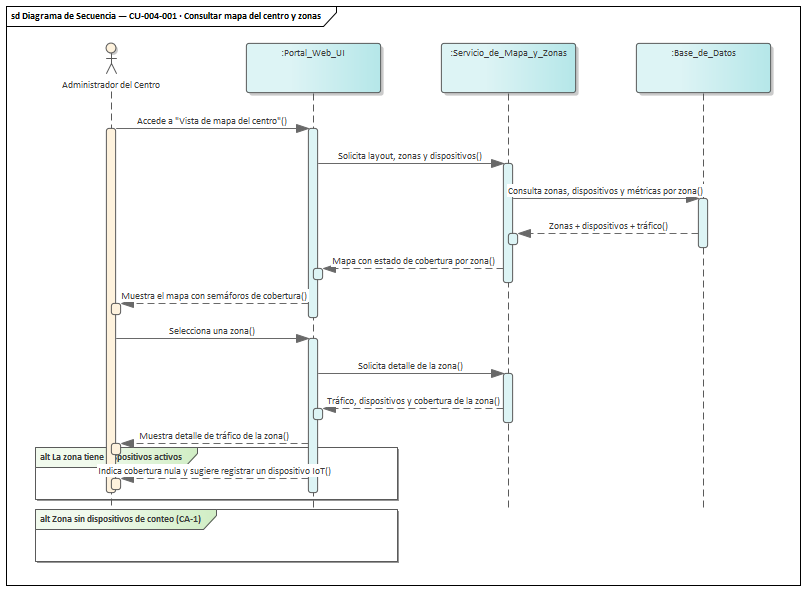 sd Diagrama de Secuencia — CU-004-001 · Consultar mapa del centro y zonas
:Portal_Web_UI
:Servicio_de_Mapa_y_Zonas
:Base_de_Datos
Administrador del Centro
Accede a "Vista de mapa del centro"()
Solicita layout, zonas y dispositivos()
Consulta zonas, dispositivos y métricas por zona()
Zonas + dispositivos + tráfico()
Mapa con estado de cobertura por zona()
Muestra el mapa con semáforos de cobertura()
Selecciona una zona()
Solicita detalle de la zona()
Tráfico, dispositivos y cobertura de la zona()
Muestra detalle de tráfico de la zona()
alt La zona tiene positivos activos
Indica cobertura nula y sugiere registrar un dispositivo IoT()
alt Zona sin dispositivos de conteo (CA-1)